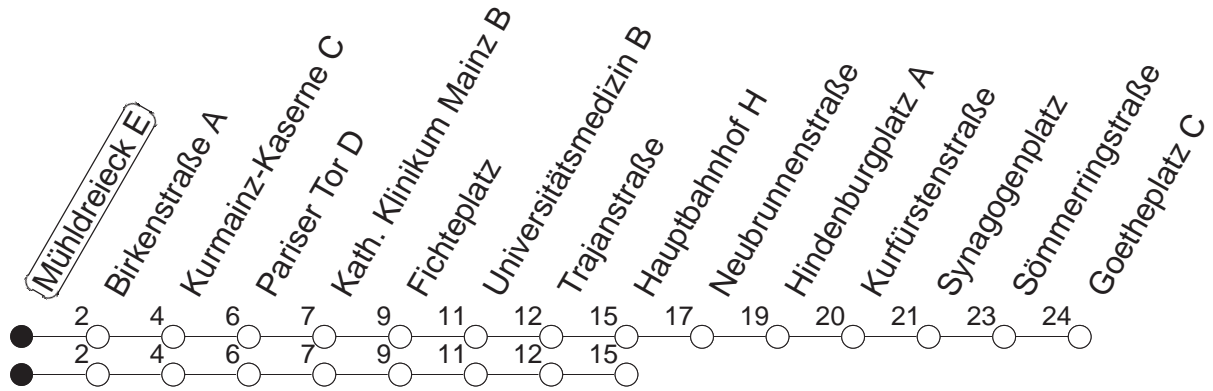 Mühldreieck E
Birkenstraße A
Kurmainz-Kaserne C
Pariser Tor D
Kath. Klinikum Mainz B
Fichteplatz
Universitätsmedizin B
Trajanstraße
Hauptbahnhof H
Neubrunnenstraße
Hindenburgplatz A
Kurfürstenstraße
Synagogenplatz
Sömmerringstraße
Goetheplatz C
2 4 6 7 9 11 12 15 17 19 20 21 23 24
2 4 6 7 9 11 12 15